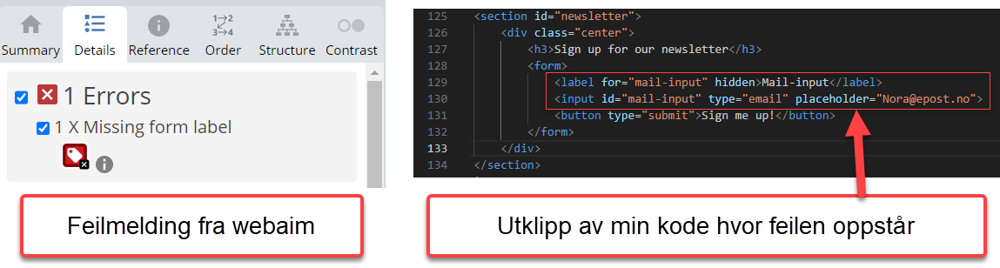 Summary Details Reference Order Structure Contrast
1 Errors
1 X Missing form label
Feilmelding fra webaim
125 <section id="newsletter">
126 <div class="center">
127 <h3>Sign up for our newsletter</h3>
128 <form>
129 <label for="mail-input" hidden>Mail-input</label>
130 <input id="mail-input" type="email" placeholder="Nora@epost.no">
131 <button type="submit">Sign me up!</button>
132 </form>
133 </div>
134 </section>
Utklipp av min kode hvor feilen oppstår